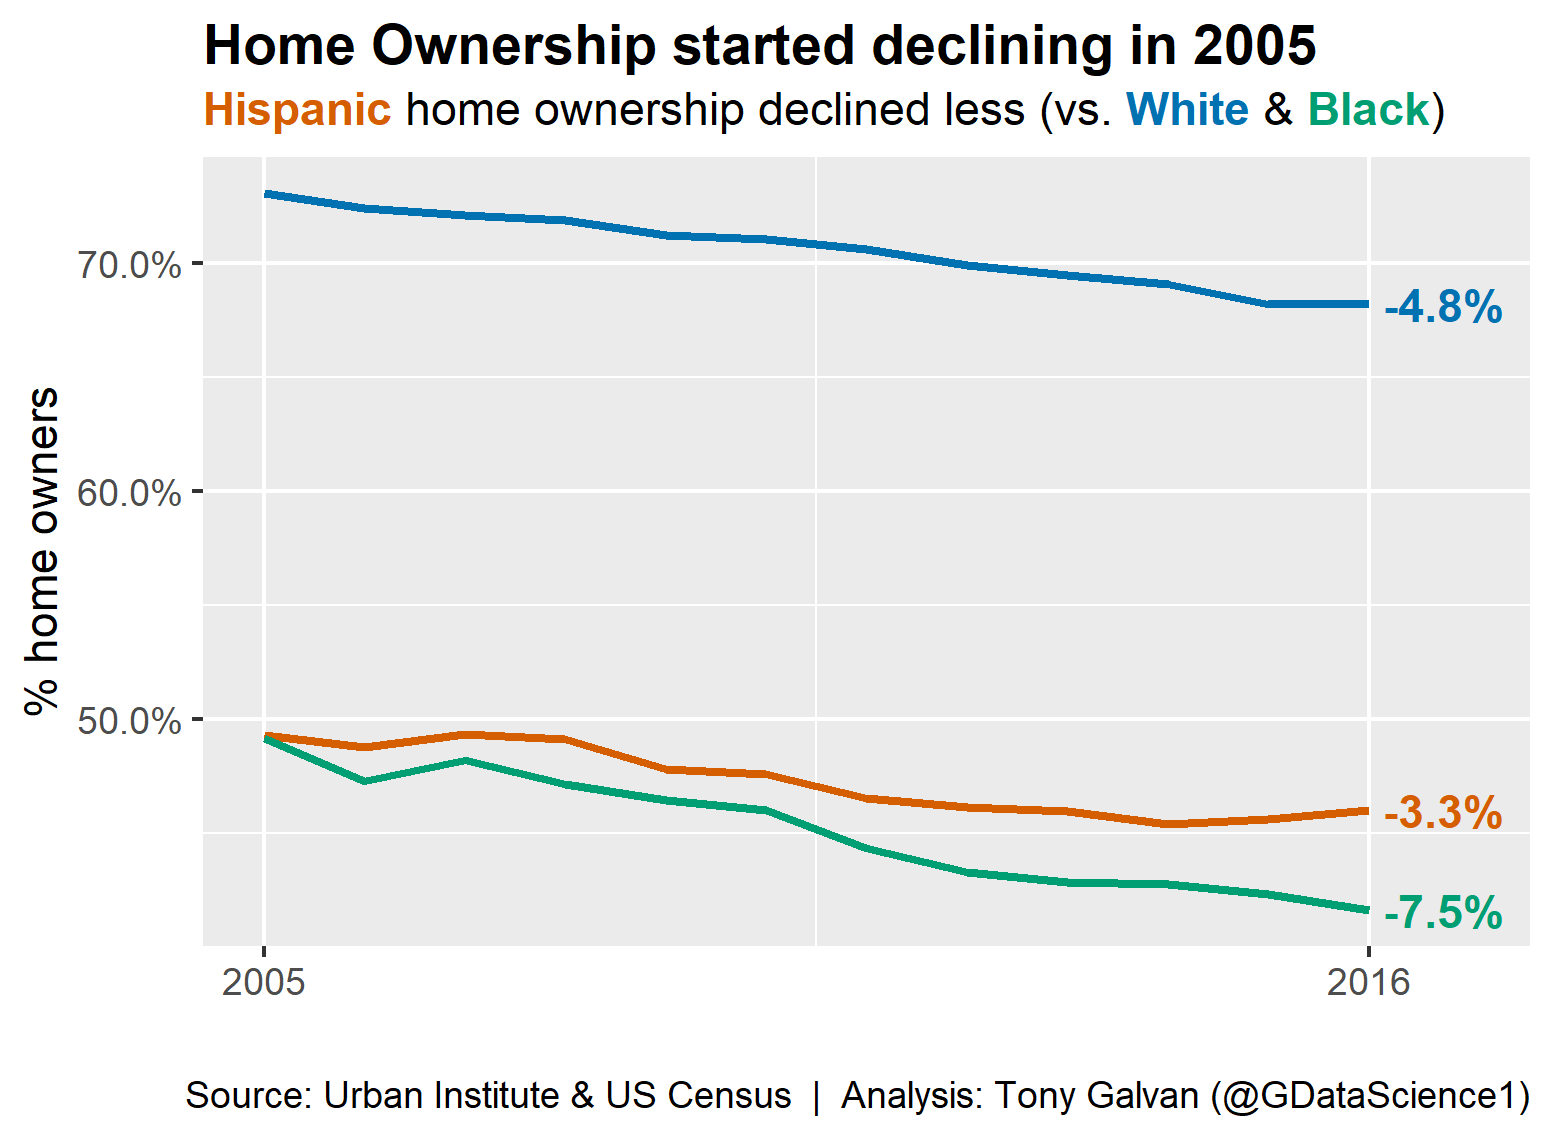 Home Ownership started declining in 2005
Hispanic home ownership declined less (vs. White & Black)
% home owners
70.0%
60.0%
50.0%
-4.8%
-3.3%
-7.5%
2005
2016
Source: Urban Institute & US Census | Analysis: Tony Galvan (@GDataScience1)